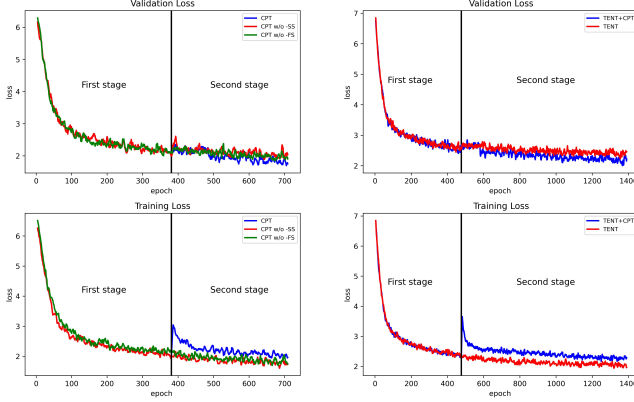 Validation Loss
CPT
CPT w/o -SS
CPT w/o -FS
First stage
Second stage
loss
6
5
4
3
2
0
100
200
300
400
500
600
700
epoch
Validation Loss
TENT+CPT
TENT
First stage
Second stage
loss
7
6
5
4
3
2
0
200
400
600
800
1000
1200
140
epoch
Training Loss
CPT
CPT w/o -SS
CPT w/o -FS
First stage
Second stage
loss
6
5
4
3
2
0
100
200
300
400
500
600
700
epoch
Training Loss
TENT+CPT
TENT
First stage
Second stage
loss
7
6
5
4
3
2
0
200
400
600
800
1000
1200
140
epoch